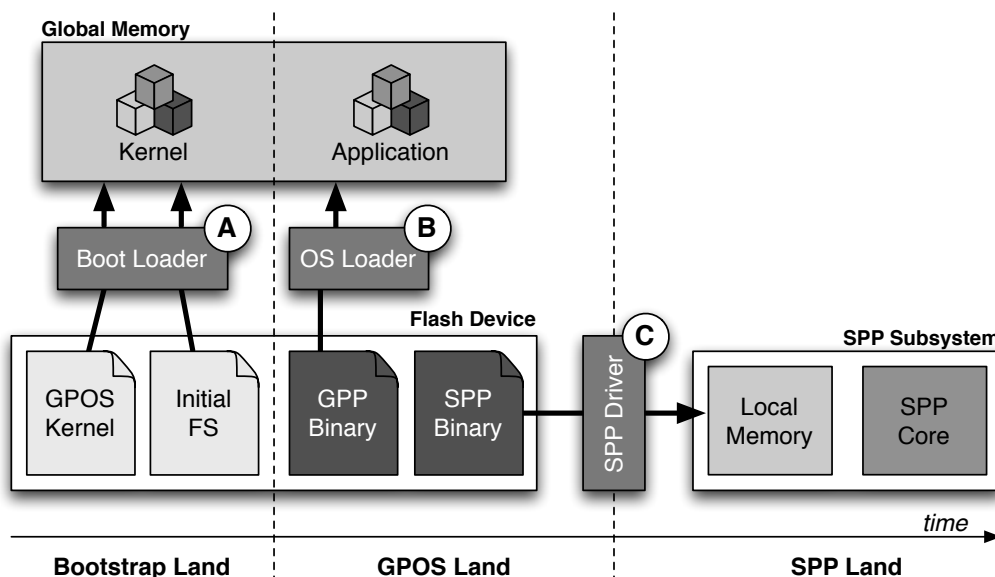 Global Memory
Kernel
Application
A
B
Boot Loader
OS Loader
Flash Device
C
SPP Subsystem
GPOS
Kernel
Initial
FS
GPP
Binary
SPP
Binary
SPP Driver
Local
Memory
SPP
Core
time
Bootstrap Land
GPOS Land
SPP Land